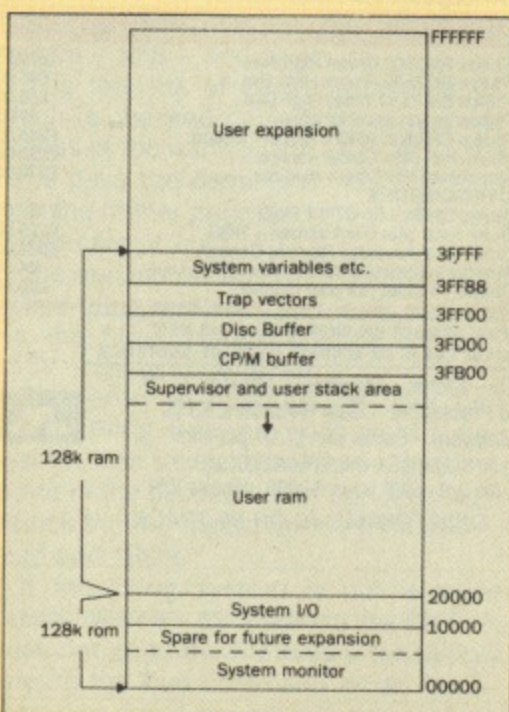 FFFFFF
User expansion
3FFFF
System variables etc.
3FF88
Trap vectors
3FF00
Disc Buffer
3FD00
CP/M buffer
3FB00
Supervisor and user stack area
128k ram
User ram
20000
System I/O
128k rom
10000
Spare for future expansion
System monitor
00000